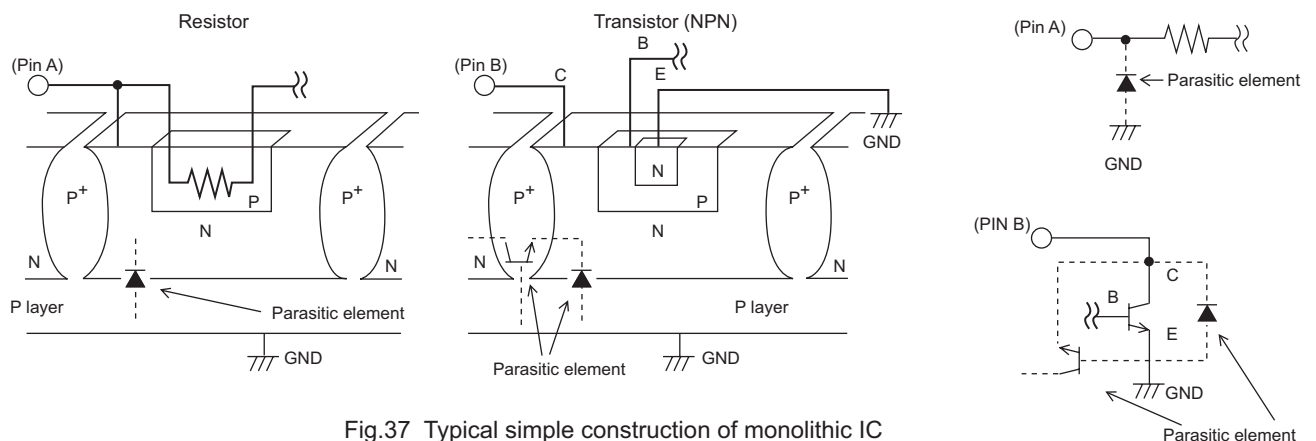 Resistor
(Pin A)
P+
P+
P
N
N
N
P layer
Parasitic element
GND
Transistor (NPN)
(Pin B)
C
B
E
GND
P+
P+
N
P
N
N
N
P layer
Parasitic element
GND
(Pin A)
Parasitic element
GND
(PIN B)
C
B
E
GND
Parasitic element
Fig.37 Typical simple construction of monolithic IC